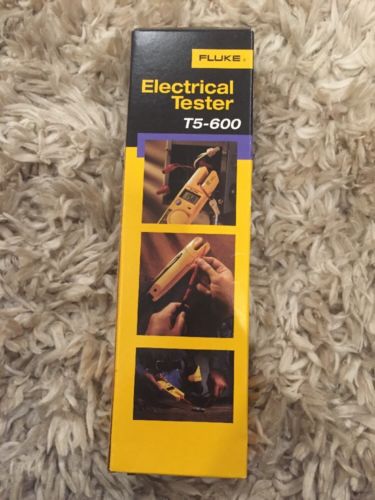 FLUKE
Electrical
Tester
T5-600